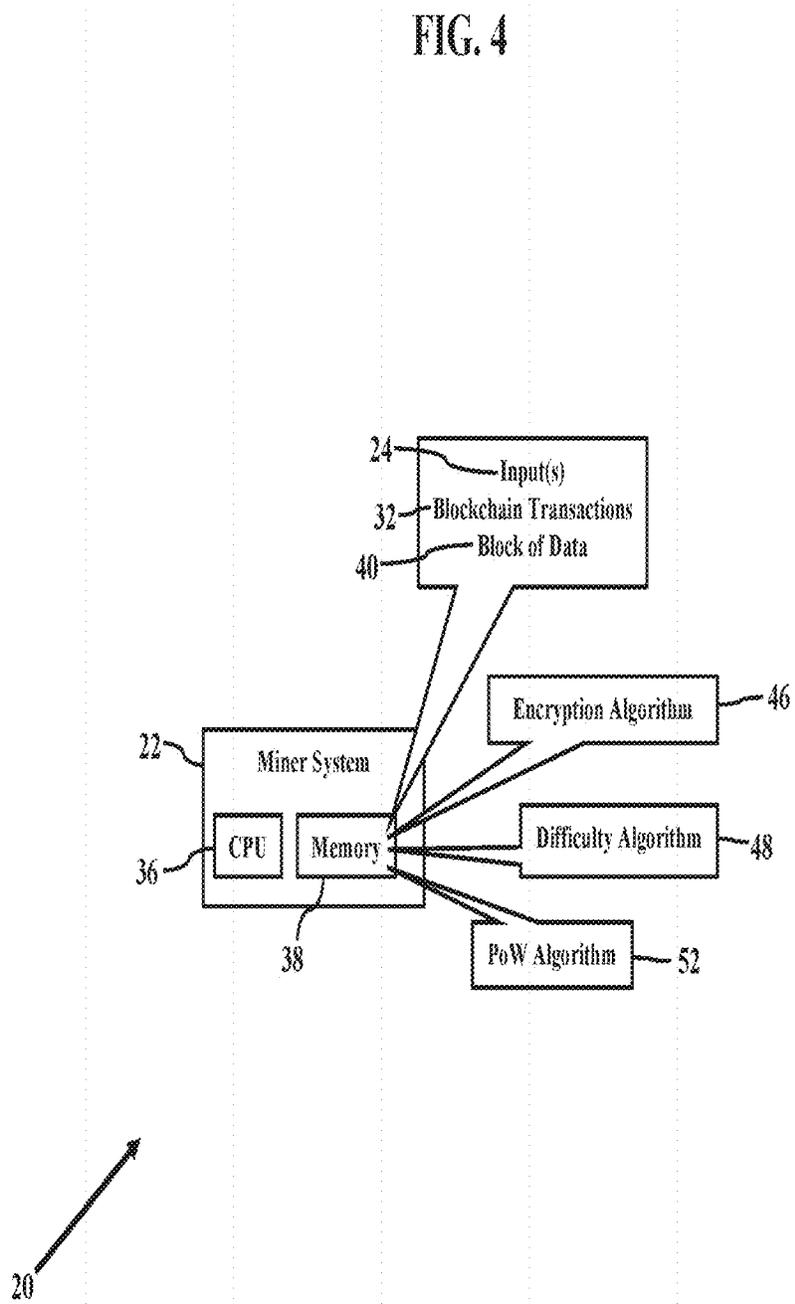 FIG. 4
24
Input(s)
32
Blockchain Transactions
40
Block of Data
Encryption Algorithm
46
22
Miner System
36
CPU
Memory
38
Difficulty Algorithm
48
PoW Algorithm
52
20